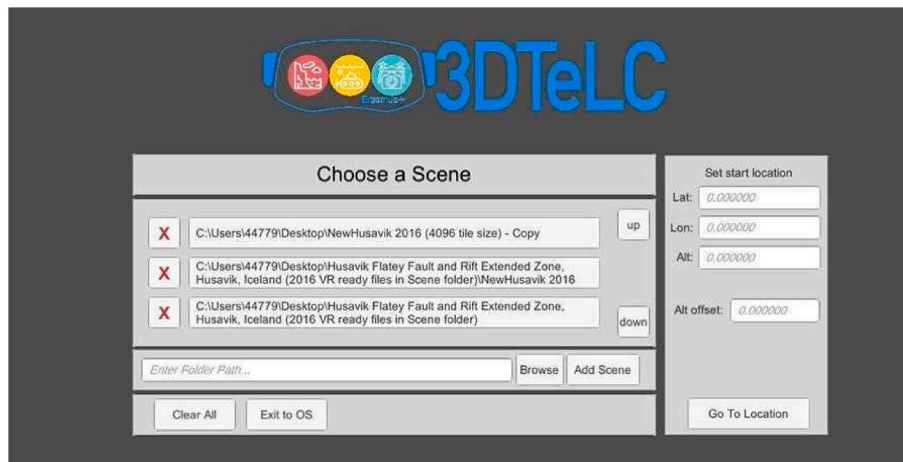 3DTeLC
Erasmus+
Choose a Scene
X
C:\Users\44779\Desktop\NewHusavik 2016 (4096 tile size) - Copy
X
C:\Users\44779\Desktop\Husavik Flatey Fault and Rift Extended Zone,
Husavik, Iceland (2016 VR ready files in Scene folder)\NewHusavik 2016
X
C:\Users\44779\Desktop\Husavik Flatey Fault and Rift Extended Zone,
Husavik, Iceland (2016 VR ready files in Scene folder)
up
down
Enter Folder Path...
Browse
Add Scene
Clear All
Exit to OS
Set start location
Lat: 0.000000
Lon: 0.000000
Alt: 0.000000
Alt offset: 0.000000
Go To Location